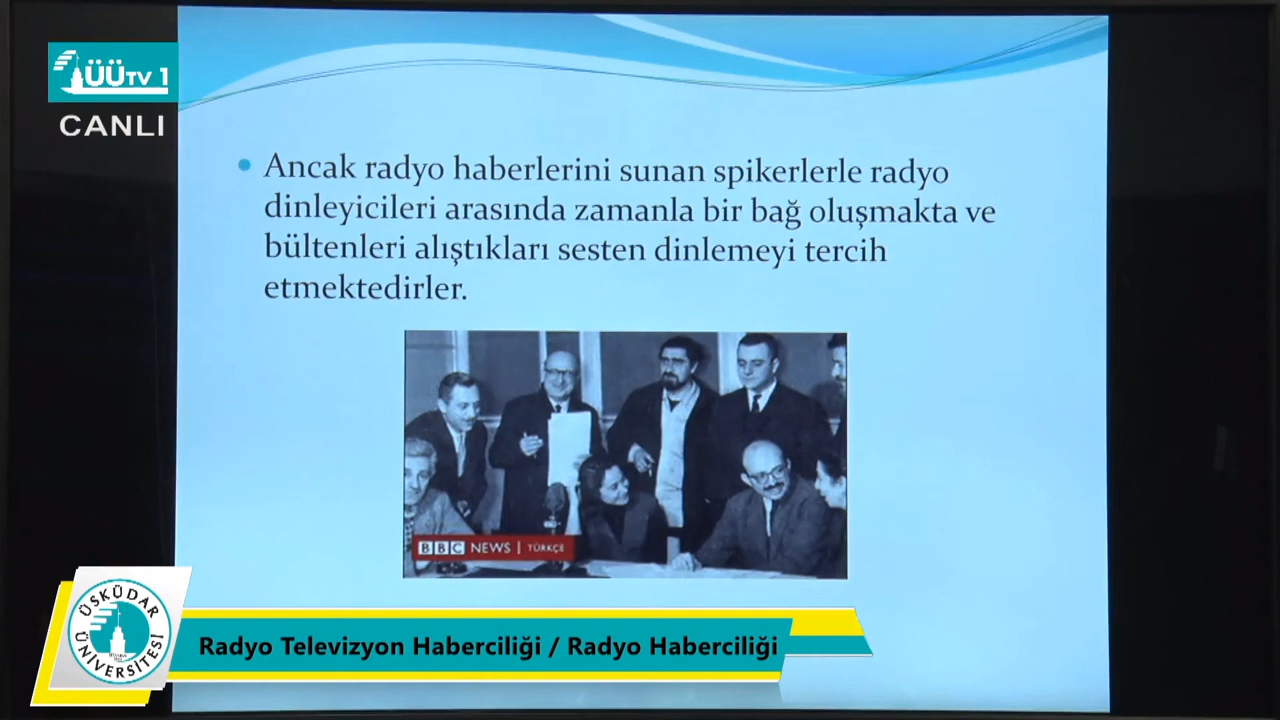 ÜÜTV 1
CANLI
Ancak radyo haberlerini sunan spikerlerle radyo
dinleyicileri arasında zamanla bir bağ oluşmakta ve
bültenleri alıştıkları sesten dinlemeyi tercih
etmektedirler.
BBC NEWS | TÜRKÇE
ÜSKÜDAR
ÜNİVERSİTESİ
Radyo Televizyon Haberciliği / Radyo Haberciliği